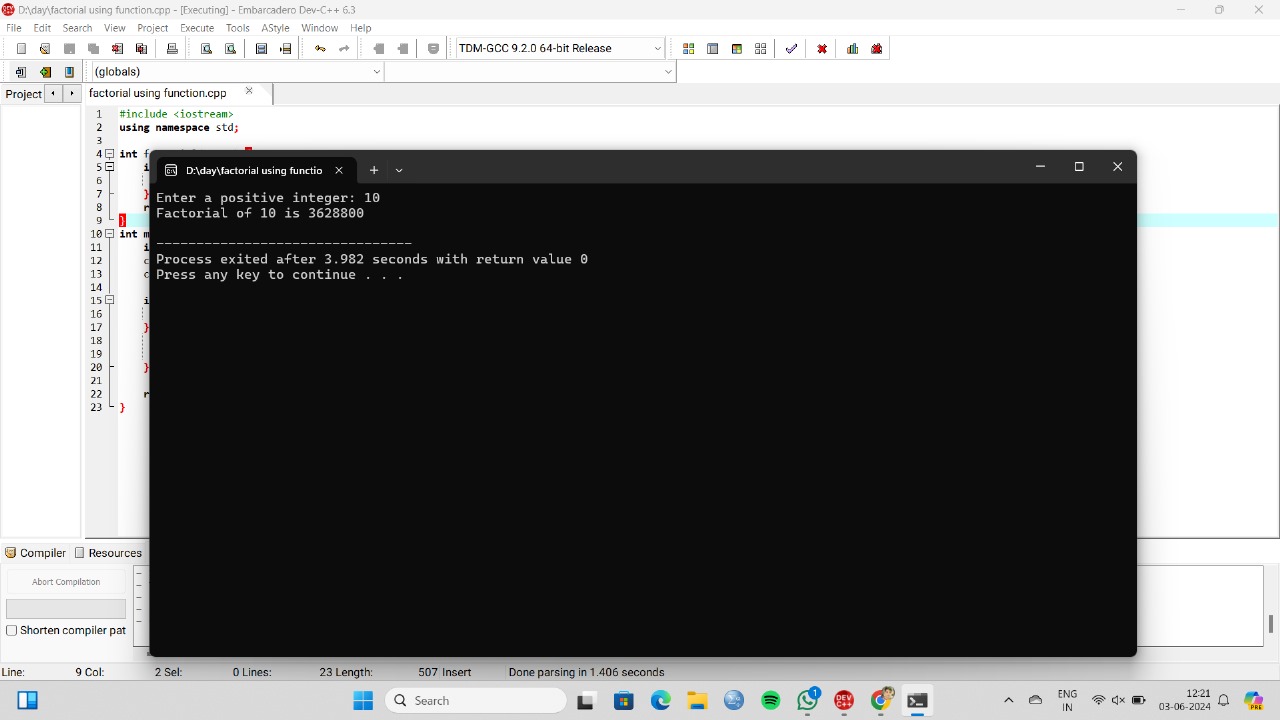 D:\day\factorial using function.cpp - [Executing] - Embarcadero Dev-C++ 6.3
File Edit Search View Project Execute Tools AStyle Window Help
TDM-GCC 9.2.0 64-bit Release
(globals)
Project factorial using function.cpp
1 #include <iostream>
2 using namespace std;
3
4 int f
5 i
6
7 }
8 r
9 }
10 int m
11 i
12 c
13 c
14
15 i
16
17 }
18
19
20 }
21
22 r
23 }
D:\day\factorial using functio
Enter a positive integer: 10
Factorial of 10 is 3628800
--------------------------------
Process exited after 3.982 seconds with return value 0
Press any key to continue . . .
Compiler Resources
Abort Compilation
Shorten compiler pat
Line: 9 Col: 2 Sel: 0 Lines: 23 Length: 507 Insert Done parsing in 1.406 seconds
Search
1
DEV C++
ENG
IN
12:21
03-06-2024
PRE